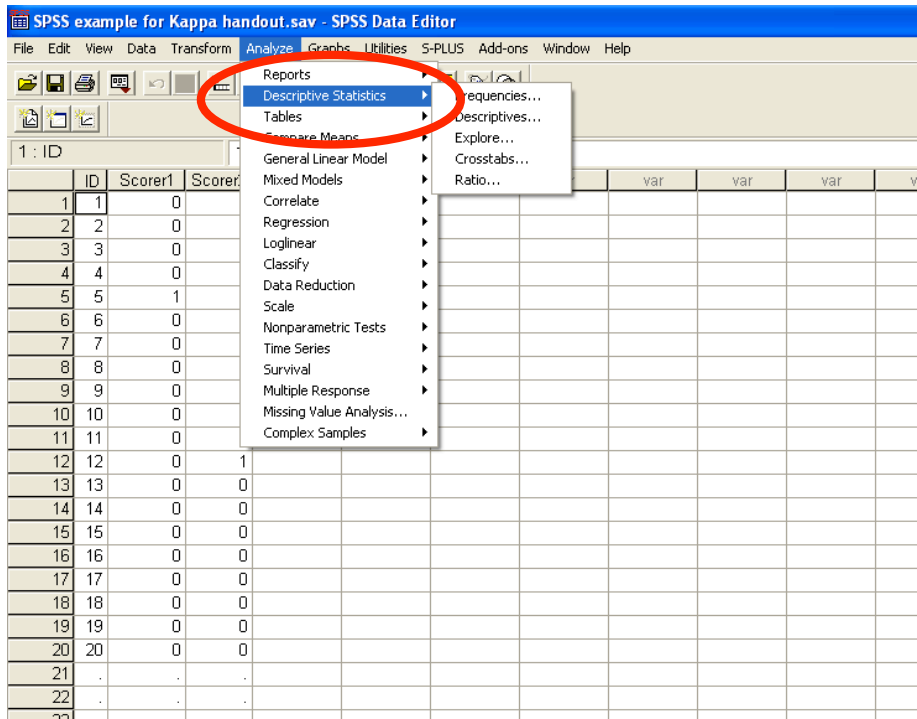 SPSS example for Kappa handout.sav - SPSS Data Editor
File Edit View Data Transform Analyze Graphs Utilities S-PLUS Add-ons Window Help
Reports
Descriptive Statistics
Tables
Compare Means
General Linear Model
Mixed Models
Correlate
Regression
Loglinear
Classify
Data Reduction
Scale
Nonparametric Tests
Time Series
Survival
Multiple Response
Missing Value Analysis...
Complex Samples
Frequencies...
Descriptives...
Explore...
Crosstabs...
Ratio...
1 : ID
ID Scorer1 var var var
1 1 0
2 2 0
3 3 0
4 4 0
5 5 1
6 6 0
7 7 0
8 8 0
9 9 0
10 10 0
11 11 0
12 12 0 1
13 13 0 0
14 14 0 0
15 15 0 0
16 16 0 0
17 17 0 0
18 18 0 0
19 19 0 0
20 20 0 0
21 . . .
22 . . .